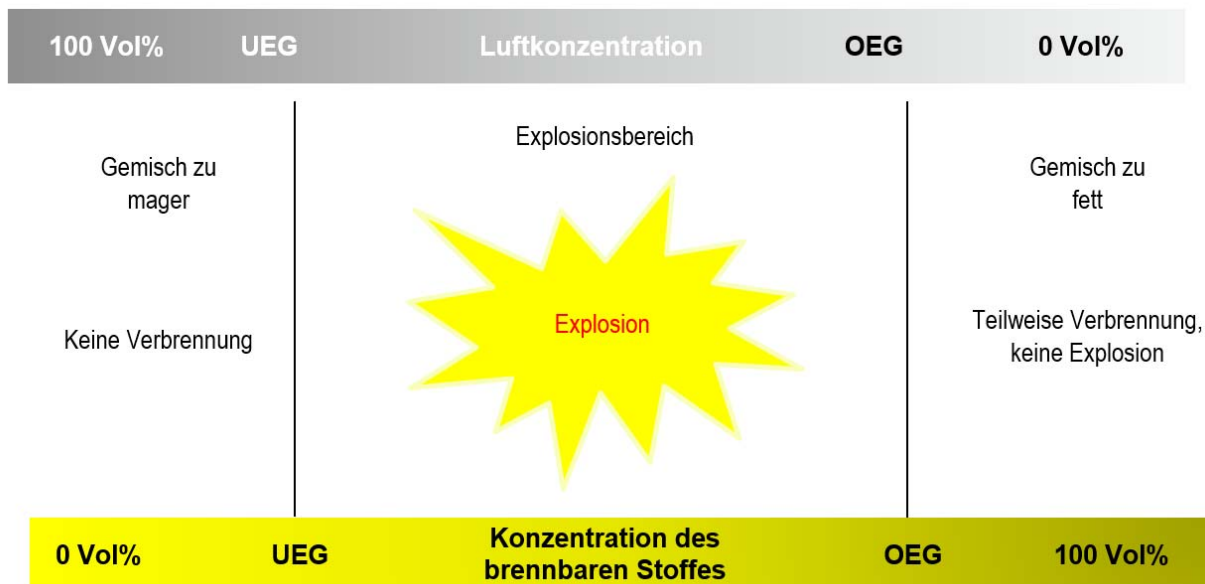 100 Vol% UEG Luftkonzentration OEG 0 Vol%
Explosionsbereich
Gemisch zu
mager
Gemisch zu
fett
Explosion
Keine Verbrennung
Teilweise Verbrennung,
keine Explosion
0 Vol% UEG Konzentration des
brennbaren Stoffes OEG 100 Vol%